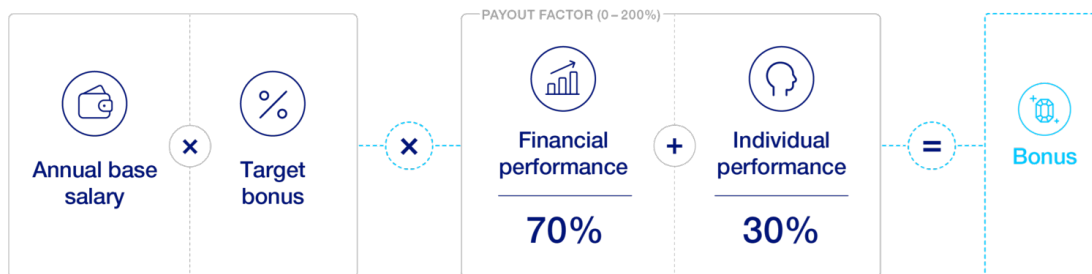 PAYOUT FACTOR (0–200%)
Annual base
salary
×
Target
bonus
×
Financial
performance
70%
+
Individual
performance
30%
=
Bonus